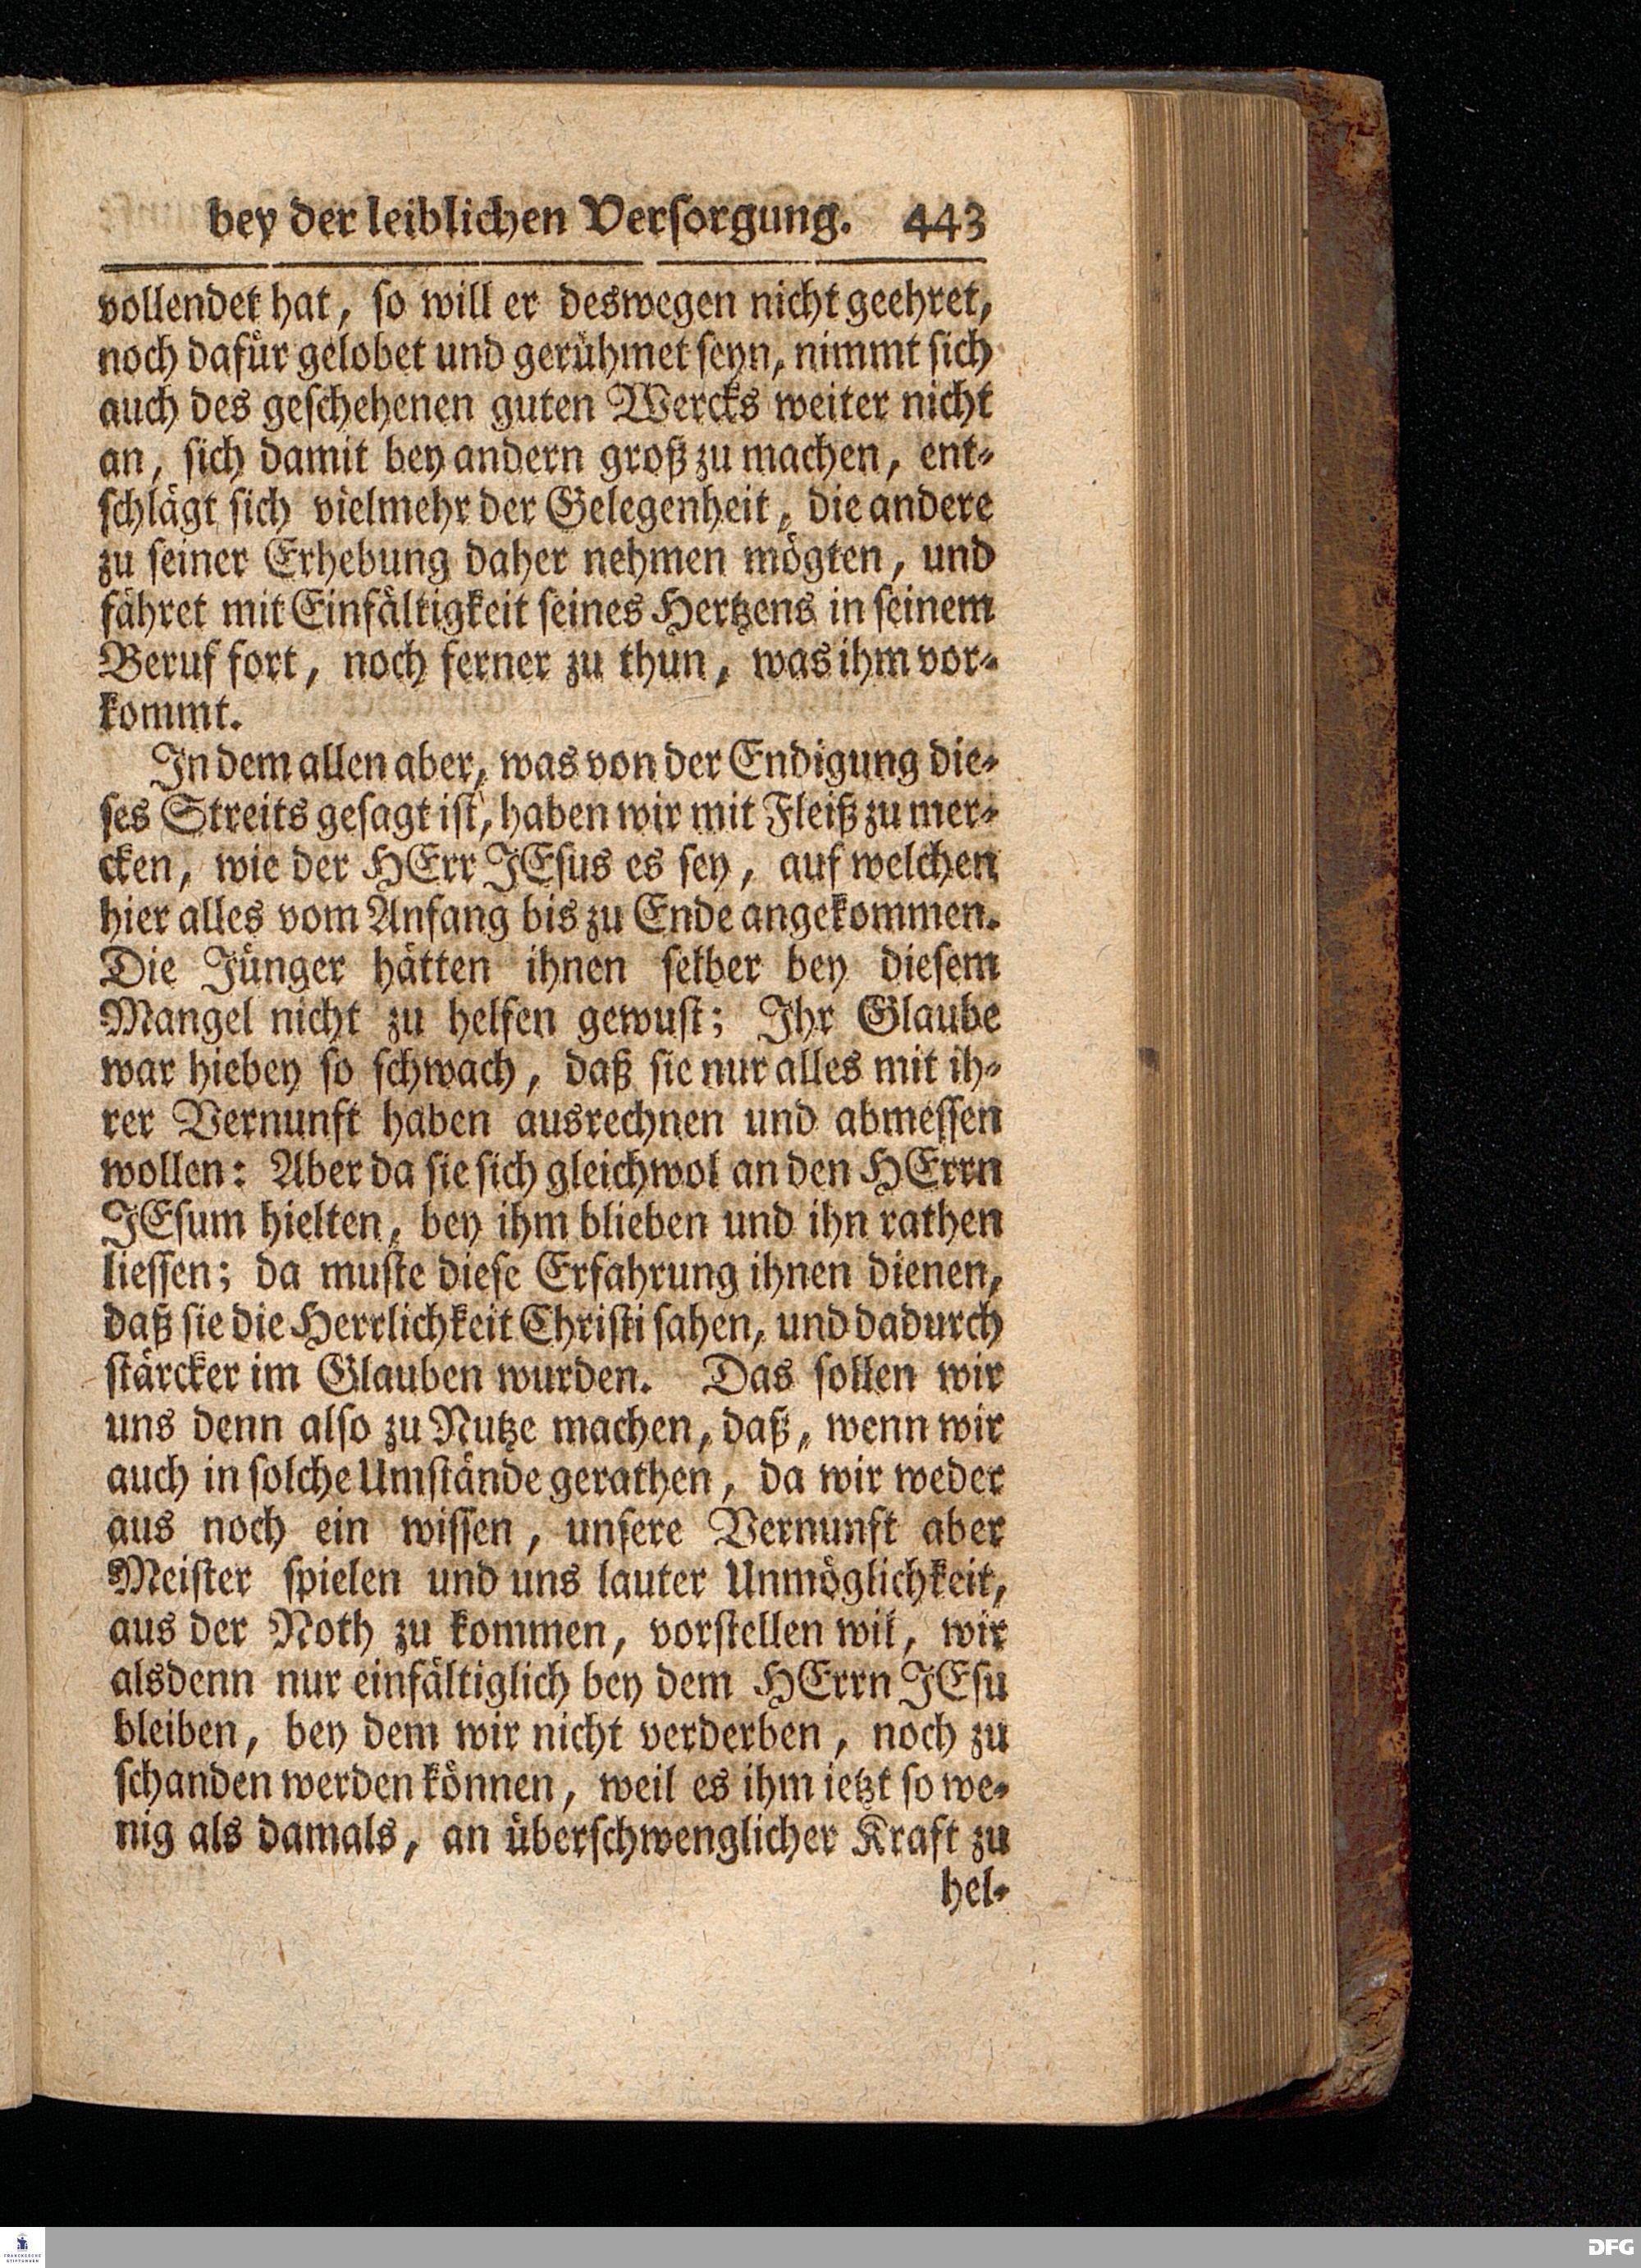 bey der leiblichen Versorgung. 443
vollendet hat, so will er deswegen nicht geehret,
noch dafür gelobet und gerühmet seyn, nimmt sich
auch des geschehenen guten Wercks weiter nicht
an, sich damit bey andern groß zu machen, ent-
schlägt sich vielmehr der Gelegenheit, die andere
zu seiner Erhebung daher nehmen mögten, und
fähret mit Einfältigkeit seines Hertzens in seinem
Beruf fort, noch ferner zu thun, was ihm vor-
kommt.
In dem allen aber, was von der Endigung die-
ses Streits gesagt ist, haben wir mit Fleiß zu mer-
cken, wie der HErr JEsus es sey, auf welchen
hier alles vom Anfang bis zu Ende angekommen.
Die Jünger hätten ihnen selber bey diesem
Mangel nicht zu helfen gewust; Ihr Glaube
war hiebey so schwach, daß sie nur alles mit ih-
rer Vernunft haben ausrechnen und abmessen
wollen: Aber da sie sich gleichwol an den HErrn
JEsum hielten, bey ihm blieben und ihn rathen
liessen; da muste diese Erfahrung ihnen dienen,
daß sie die Herrlichkeit Christi sahen, und dadurch
stärcker im Glauben wurden. Das sollen wir
uns denn also zu Nutze machen, daß, wenn wir
auch in solche Umstände gerathen, da wir weder
aus noch ein wissen, unsere Vernunft aber
Meister spielen und uns lauter Unmöglichkeit,
aus der Noth zu kommen, vorstellen wil, wir
alsdenn nur einfältiglich bey dem HErrn JEsu
bleiben, bey dem wir nicht verderben, noch zu
schanden werden können, weil es ihm ietzt so we-
nig als damals, an überschwenglicher Kraft zu
hel-
FRANCKESCHE
STIFTUNGEN
DFG